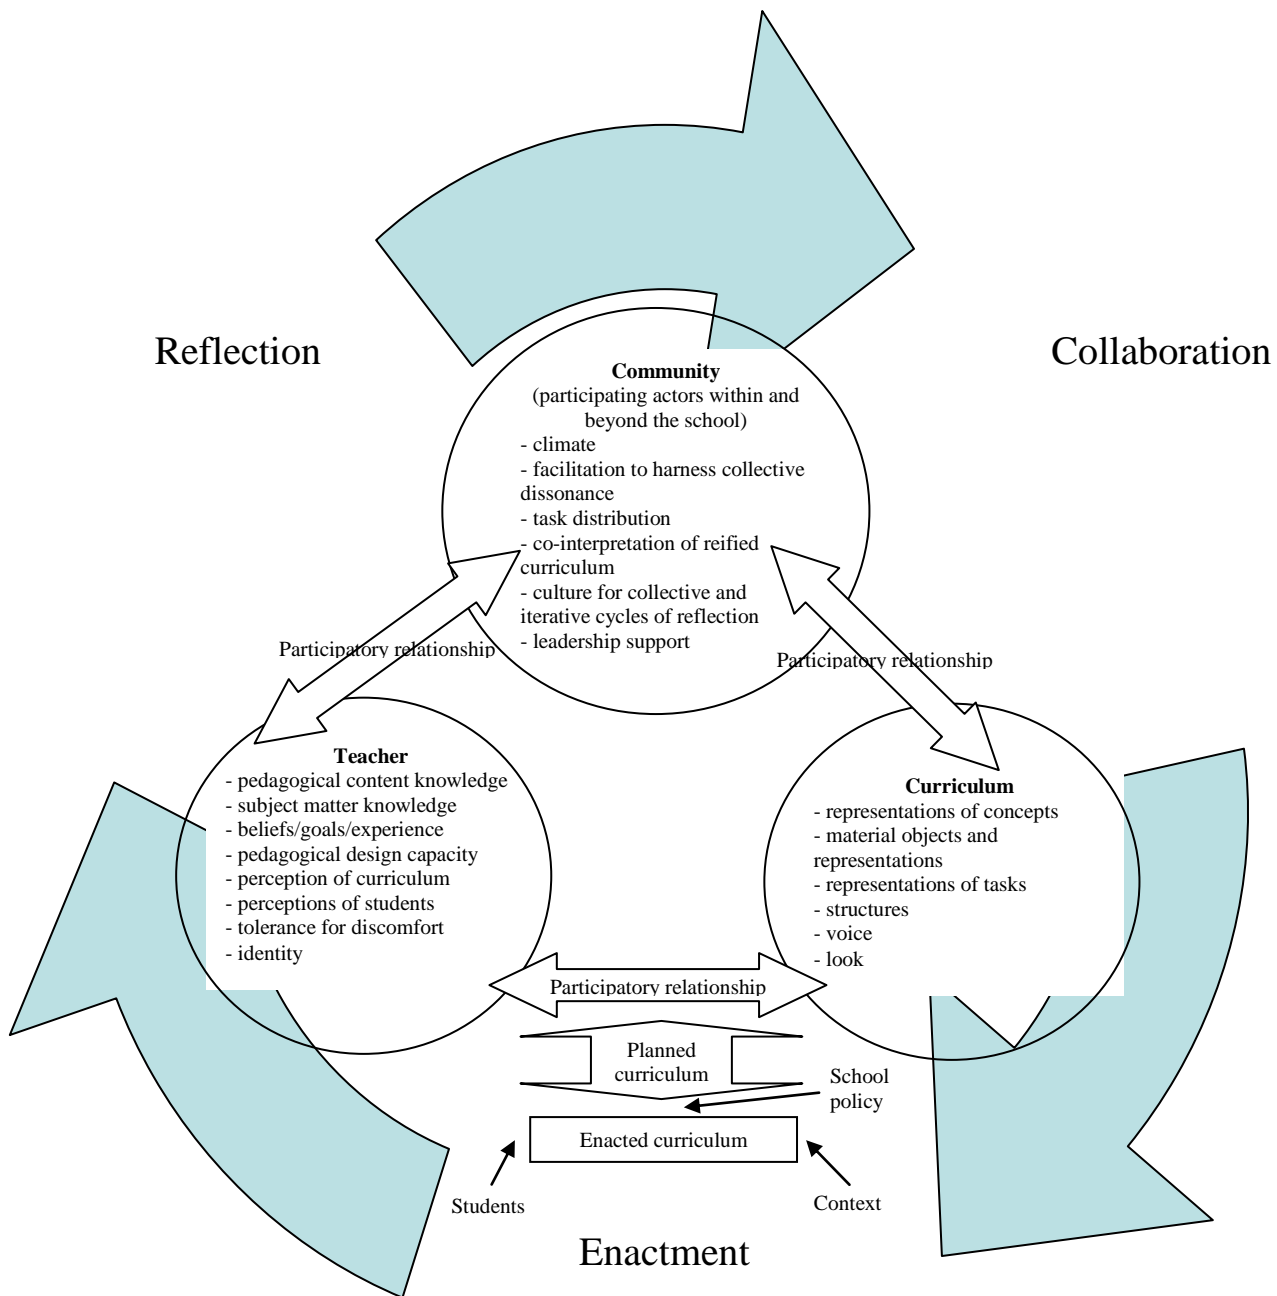 Reflection
Collaboration
Community
(participating actors within and
beyond the school)
- climate
- facilitation to harness collective
dissonance
- task distribution
- co-interpretation of reified
curriculum
- culture for collective and
iterative cycles of reflection
- leadership support
Participatory relationship
Participatory relationship
Teacher
- pedagogical content knowledge
- subject matter knowledge
- beliefs/goals/experience
- pedagogical design capacity
- perception of curriculum
- perceptions of students
- tolerance for discomfort
- identity
Curriculum
- representations of concepts
- material objects and
representations
- representations of tasks
- structures
- voice
- look
Participatory relationship
Planned
curriculum
School
policy
Enacted curriculum
Students
Context
Enactment